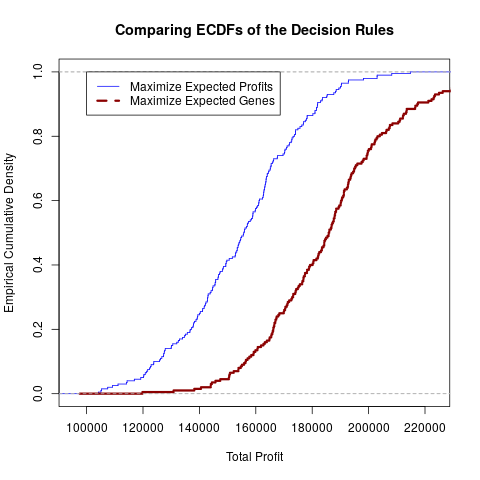 Comparing ECDFs of the Decision Rules
Maximize Expected Profits
Maximize Expected Genes
Empirical Cumulative Density
1.0
0.8
0.6
0.4
0.2
0.0
100000 120000 140000 160000 180000 200000 220000
Total Profit